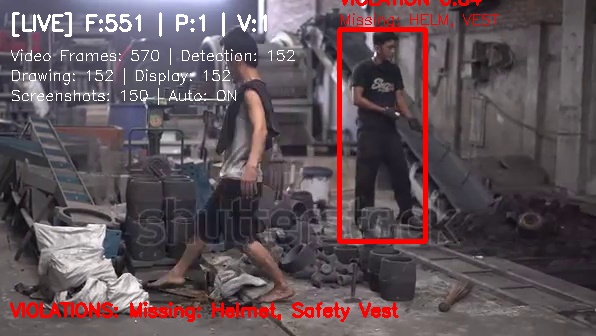 VIOLATION 0.84
[LIVE] F:551 | P:1 | V:1
Missing: HELM, VEST
Video Frames: 570 | Detection: 152
Drawing: 152 | Display: 152
Screenshots: 150 | Auto: ON
shutterstock
VIOLATIONS: Missing: Helmet, Safety Vest